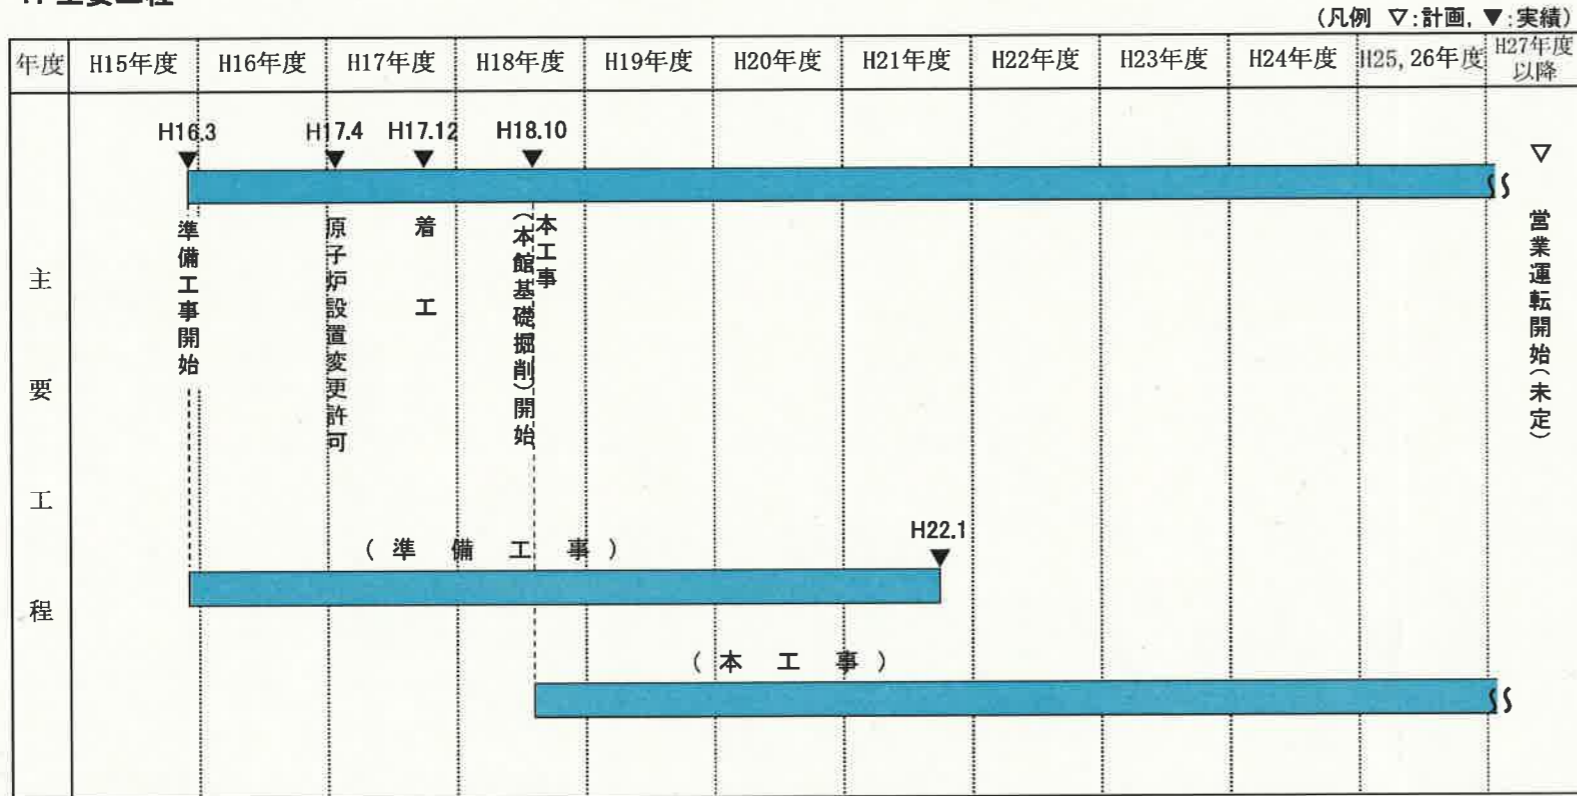 (凡例 ▽:計画, ▼:実績)
年度 H15年度 H16年度 H17年度 H18年度 H19年度 H20年度 H21年度 H22年度 H23年度 H24年度 H25,26年度 H27年度以降
主要工程
H16.3 H17.4 H17.12 H18.10
▼ ▼ ▼ ▼ ▽
準備工事開始
原子炉設置変更許可
着工
本工事
(本館基礎掘削)開始
営業運転開始(未定)
(準備工事)
H22.1
▼
(本工事)